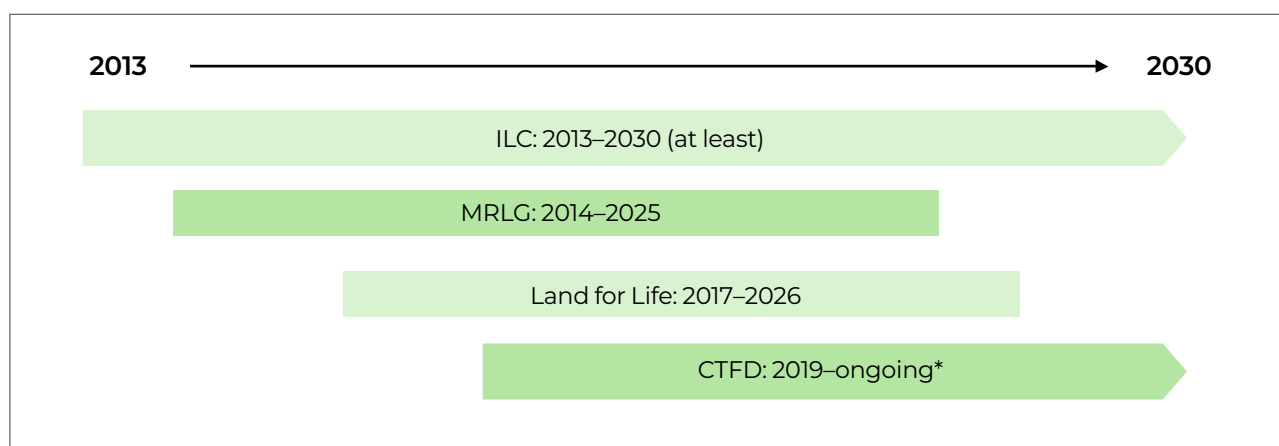 2013 2030
ILC: 2013–2030 (at least)
MRLG: 2014–2025
Land for Life: 2017–2026
CTFD: 2019–ongoing*